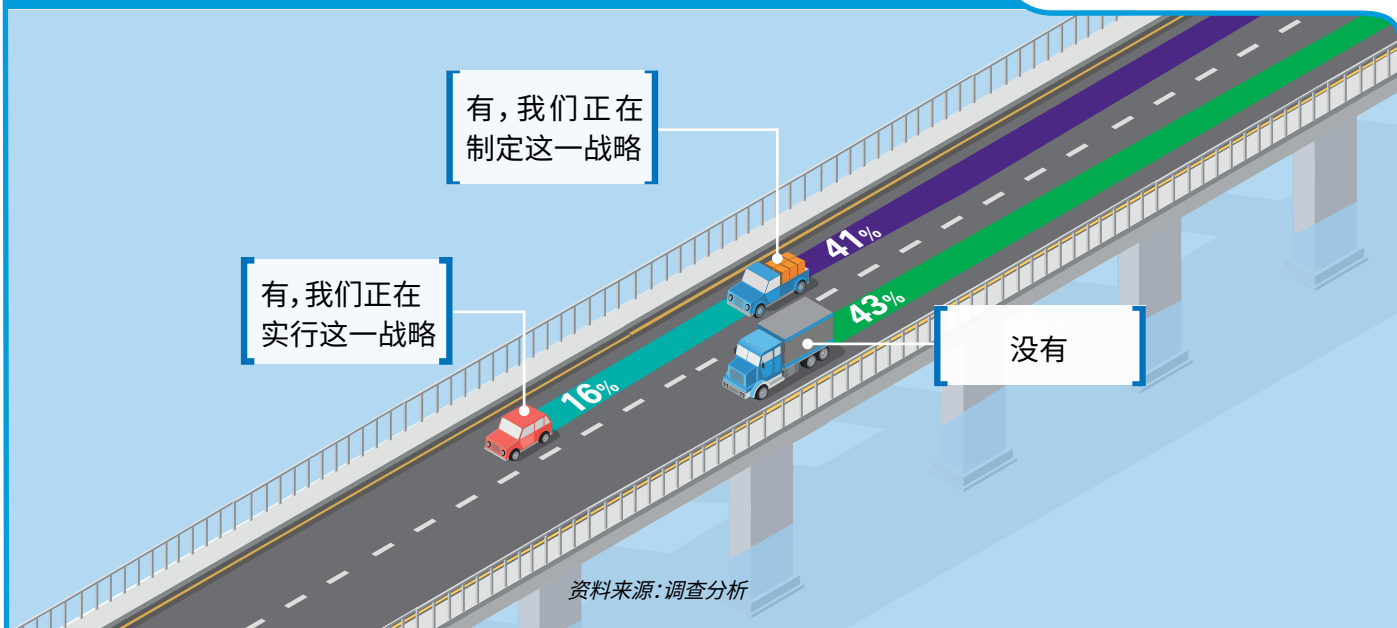 有，我们正在
制定这一战略
41%
有，我们正在
实行这一战略
43%
没有
16%
资料来源：调查分析